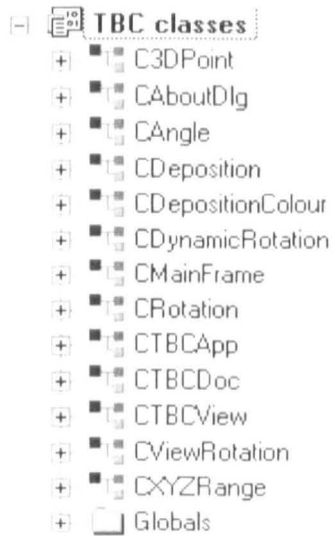 TBC classes
C3DPoint
CAboutDlg
CAngle
CDeposition
CDepositionColour
CDynamicRotation
CMainFrame
CRotation
CTBCApp
CTBCDoc
CTBCView
CViewRotation
CXYZRange
Globals